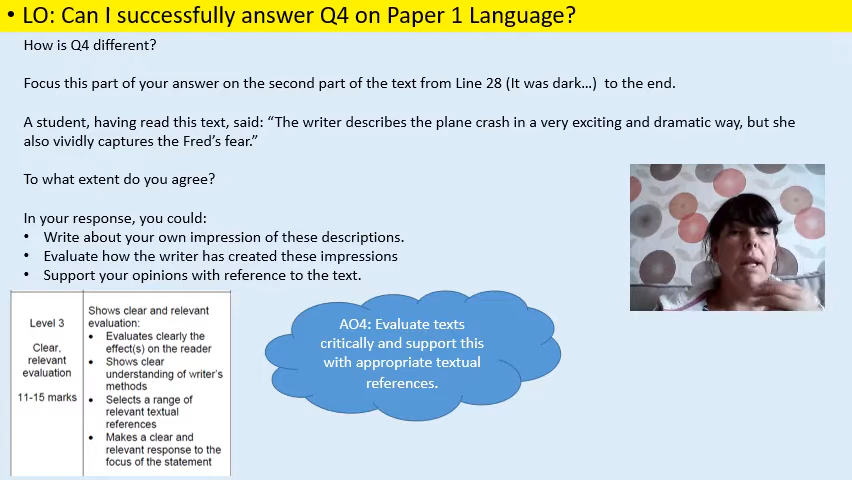 • LO: Can I successfully answer Q4 on Paper 1 Language?
How is Q4 different?
Focus this part of your answer on the second part of the text from Line 28 (It was dark…) to the end.
A student, having read this text, said: “The writer describes the plane crash in a very exciting and dramatic way, but she
also vividly captures the Fred’s fear.”
To what extent do you agree?
In your response, you could:
• Write about your own impression of these descriptions.
• Evaluate how the writer has created these impressions
• Support your opinions with reference to the text.
Level 3
Clear,
relevant
evaluation
11-15 marks
Shows clear and relevant
evaluation:
• Evaluates clearly the
effect(s) on the reader
• Shows clear
understanding of writer's
methods
• Selects a range of
relevant textual
references
• Makes a clear and
relevant response to the
focus of the statement
AO4: Evaluate texts
critically and support this
with appropriate textual
references.